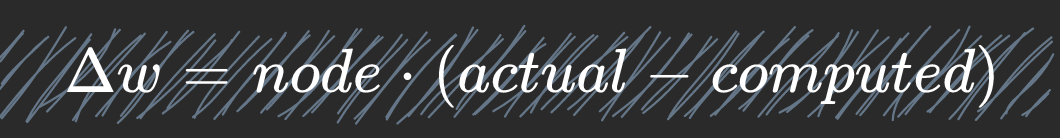 Δw = node · (actual − computed)